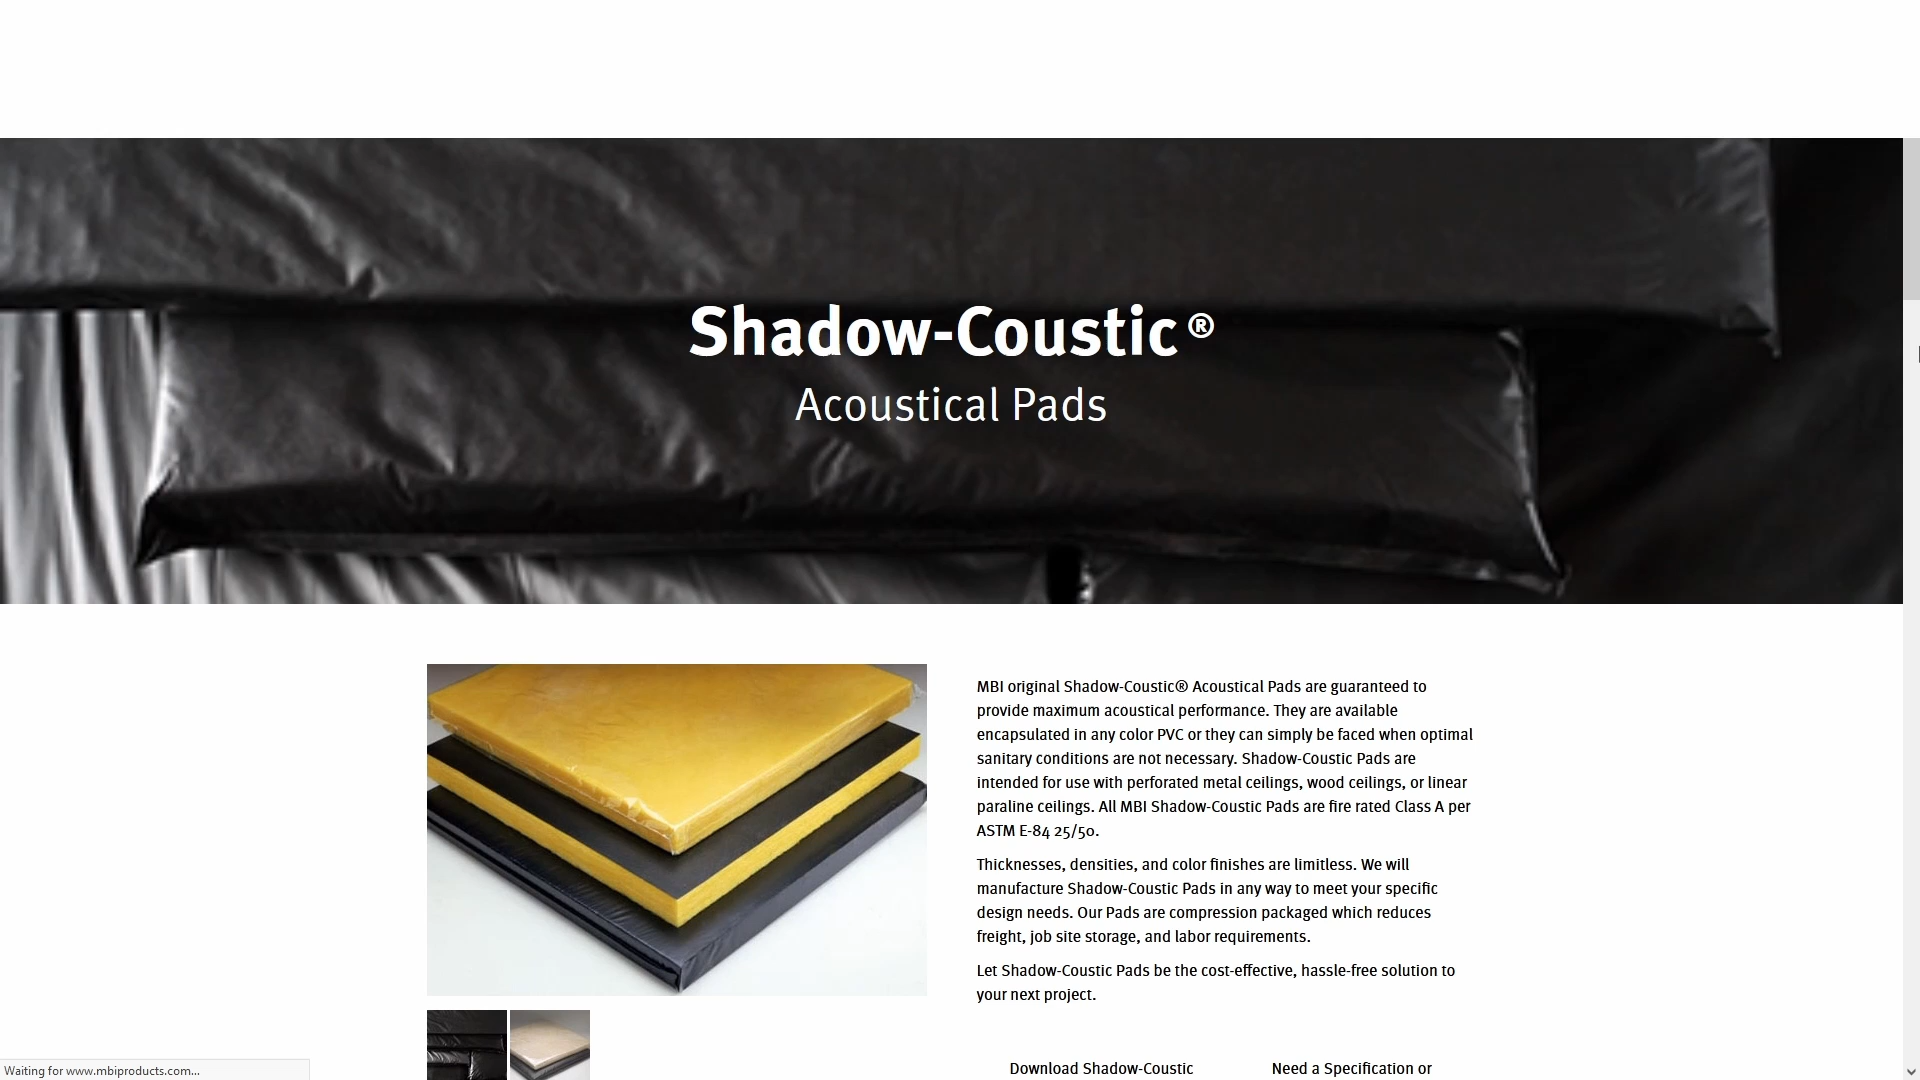 Shadow-Coustic®
Acoustical Pads
MBI original Shadow-Coustic® Acoustical Pads are guaranteed to
provide maximum acoustical performance. They are available
encapsulated in any color PVC or they can simply be faced when optimal
sanitary conditions are not necessary. Shadow-Coustic Pads are
intended for use with perforated metal ceilings, wood ceilings, or linear
paraline ceilings. All MBI Shadow-Coustic Pads are fire rated Class A per
ASTM E-84 25/50.
Thicknesses, densities, and color finishes are limitless. We will
manufacture Shadow-Coustic Pads in any way to meet your specific
design needs. Our Pads are compression packaged which reduces
freight, job site storage, and labor requirements.
Let Shadow-Coustic Pads be the cost-effective, hassle-free solution to
your next project.
Download Shadow-Coustic
Need a Specification or
Waiting for www.mbiproducts.com...